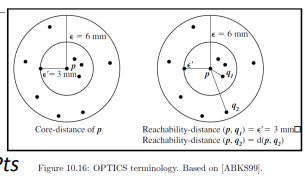 ϵ = 6 mm
p
ϵ′ = 3 mm
Core-distance of p
ϵ = 6 mm
ϵ′
p
q1
q2
Reachability-distance (p, q1) = ϵ′ = 3 mm
Reachability-distance (p, q2) = d(p, q2)
Pts
Figure 10.16: OPTICS terminology. Based on [ABKS99].